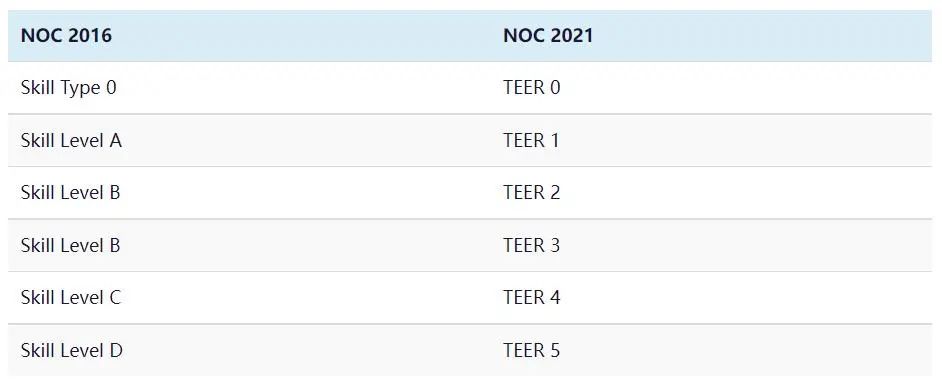 NOC 2016 NOC 2021
Skill Type 0 TEER 0
Skill Level A TEER 1
Skill Level B TEER 2
Skill Level B TEER 3
Skill Level C TEER 4
Skill Level D TEER 5